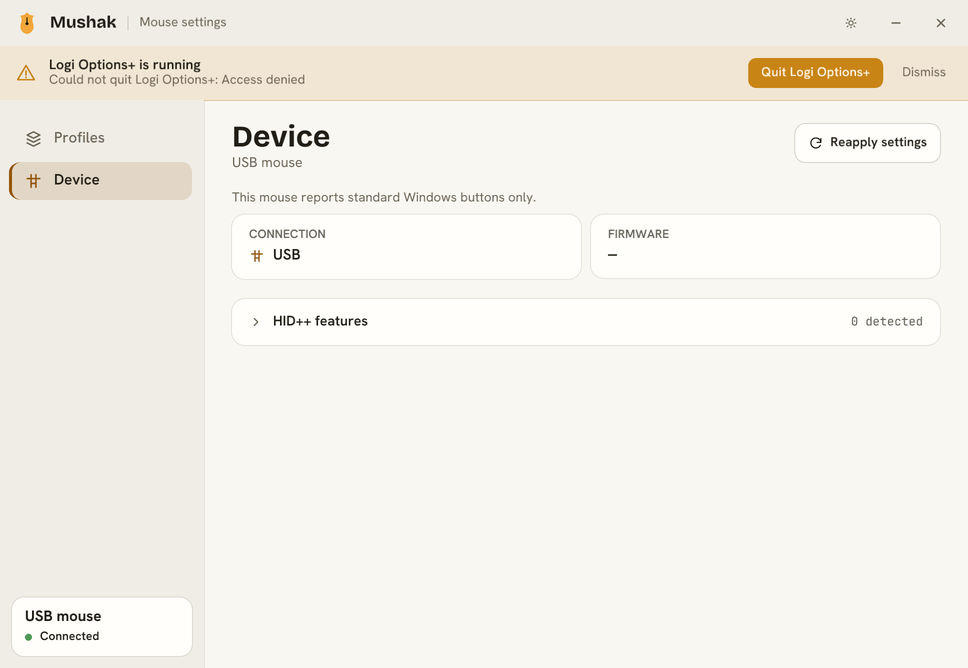 Mushak | Mouse settings
Logi Options+ is running
Could not quit Logi Options+: Access denied
Quit Logi Options+
Dismiss
Profiles
Device
Device
USB mouse
Reapply settings
This mouse reports standard Windows buttons only.
CONNECTION
USB
FIRMWARE
—
HID++ features
0 detected
USB mouse
Connected